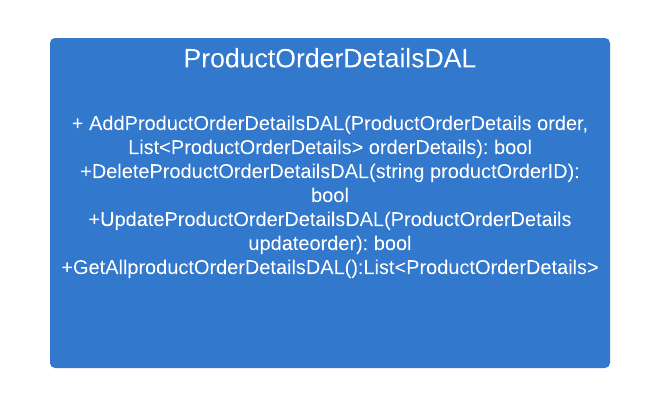 ProductOrderDetailsDAL
+ AddProductOrderDetailsDAL(ProductOrderDetails order,
List<ProductOrderDetails> orderDetails): bool
+DeleteProductOrderDetailsDAL(string productOrderID):
bool
+UpdateProductOrderDetailsDAL(ProductOrderDetails
updateorder): bool
+GetAllproductOrderDetailsDAL():List<ProductOrderDetails>